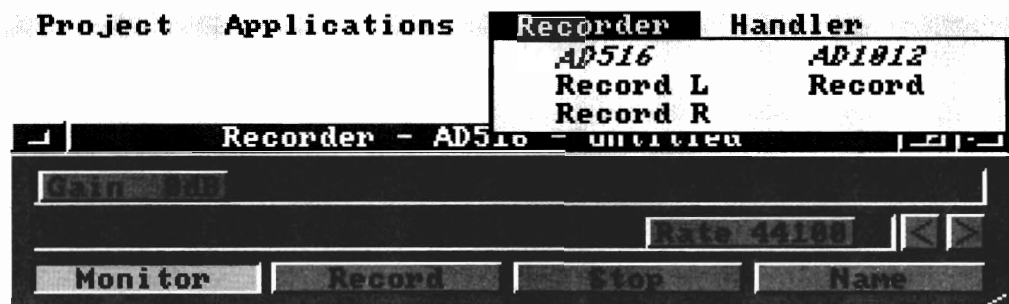 Project Applications Recorder Handler
AD516 AD1012
Record L Record
Record R
Recorder - AD516 - untitled
Gain 0dB
Rate 44100 < >
Monitor Record Stop Name